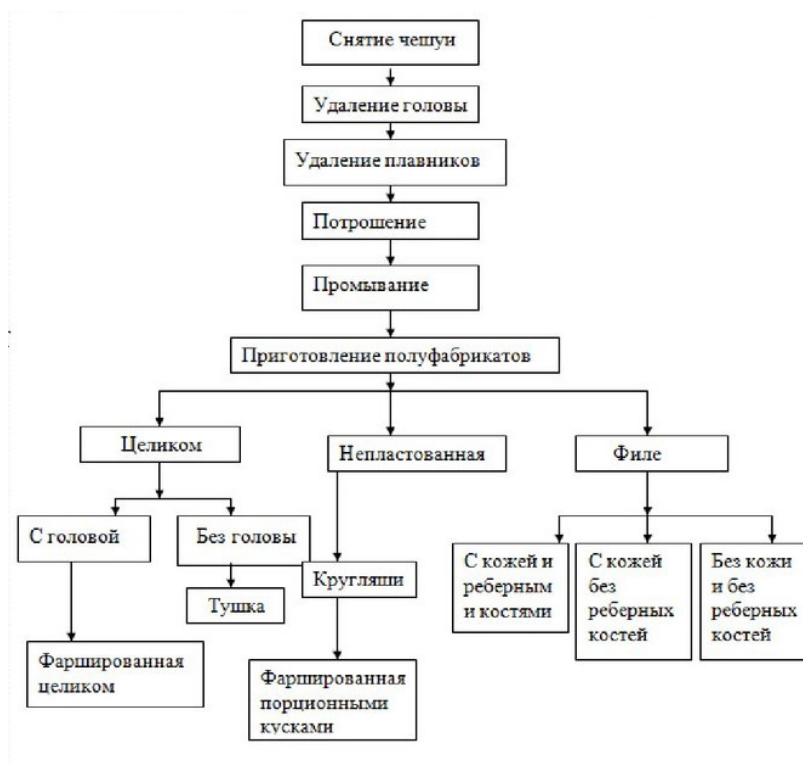 Снятие чешуи
Удаление головы
Удаление плавников
Потрошение
Промывание
Приготовление полуфабрикатов
Целиком
Непластованная
Филе
С головой
Без головы
Тушка
Кругляши
С кожей и
реберным
и костями
С кожей
без
реберных
костей
Без кожи
и без
реберных
костей
Фаршированная
целиком
Фаршированная
порционными
кусками